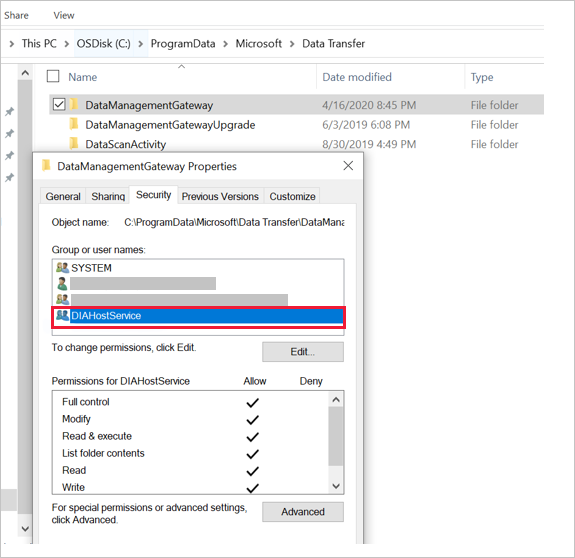 Share View
This PC > OSDisk (C:) > ProgramData > Microsoft > Data Transfer
Name Date modified Type
DataManagementGateway 4/16/2020 8:45 PM File folder
DataManagementGatewayUpgrade 6/3/2019 6:08 PM File folder
DataScanActivity 8/30/2019 4:49 PM File folder
DataManagementGateway Properties
General Sharing Security Previous Versions Customize
Object name: C:\ProgramData\Microsoft\Data Transfer\DataMana
Group or user names:
SYSTEM
DIAHostService
To change permissions, click Edit.
Edit...
Permissions for DIAHostService Allow Deny
Full control
Modify
Read & execute
List folder contents
Read
Write
For special permissions or advanced settings,
click Advanced.
Advanced